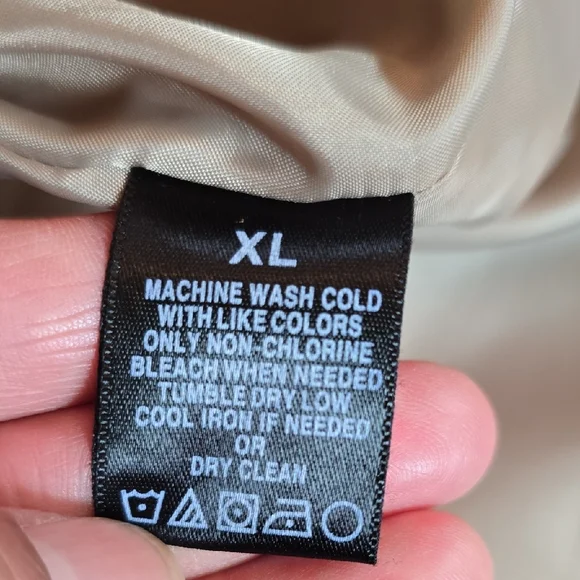 XL
MACHINE WASH COLD
WITH LIKE COLORS
ONLY NON-CHLORINE
BLEACH WHEN NEEDED
TUMBLE DRY LOW
COOL IRON IF NEEDED
OR
DRY CLEAN